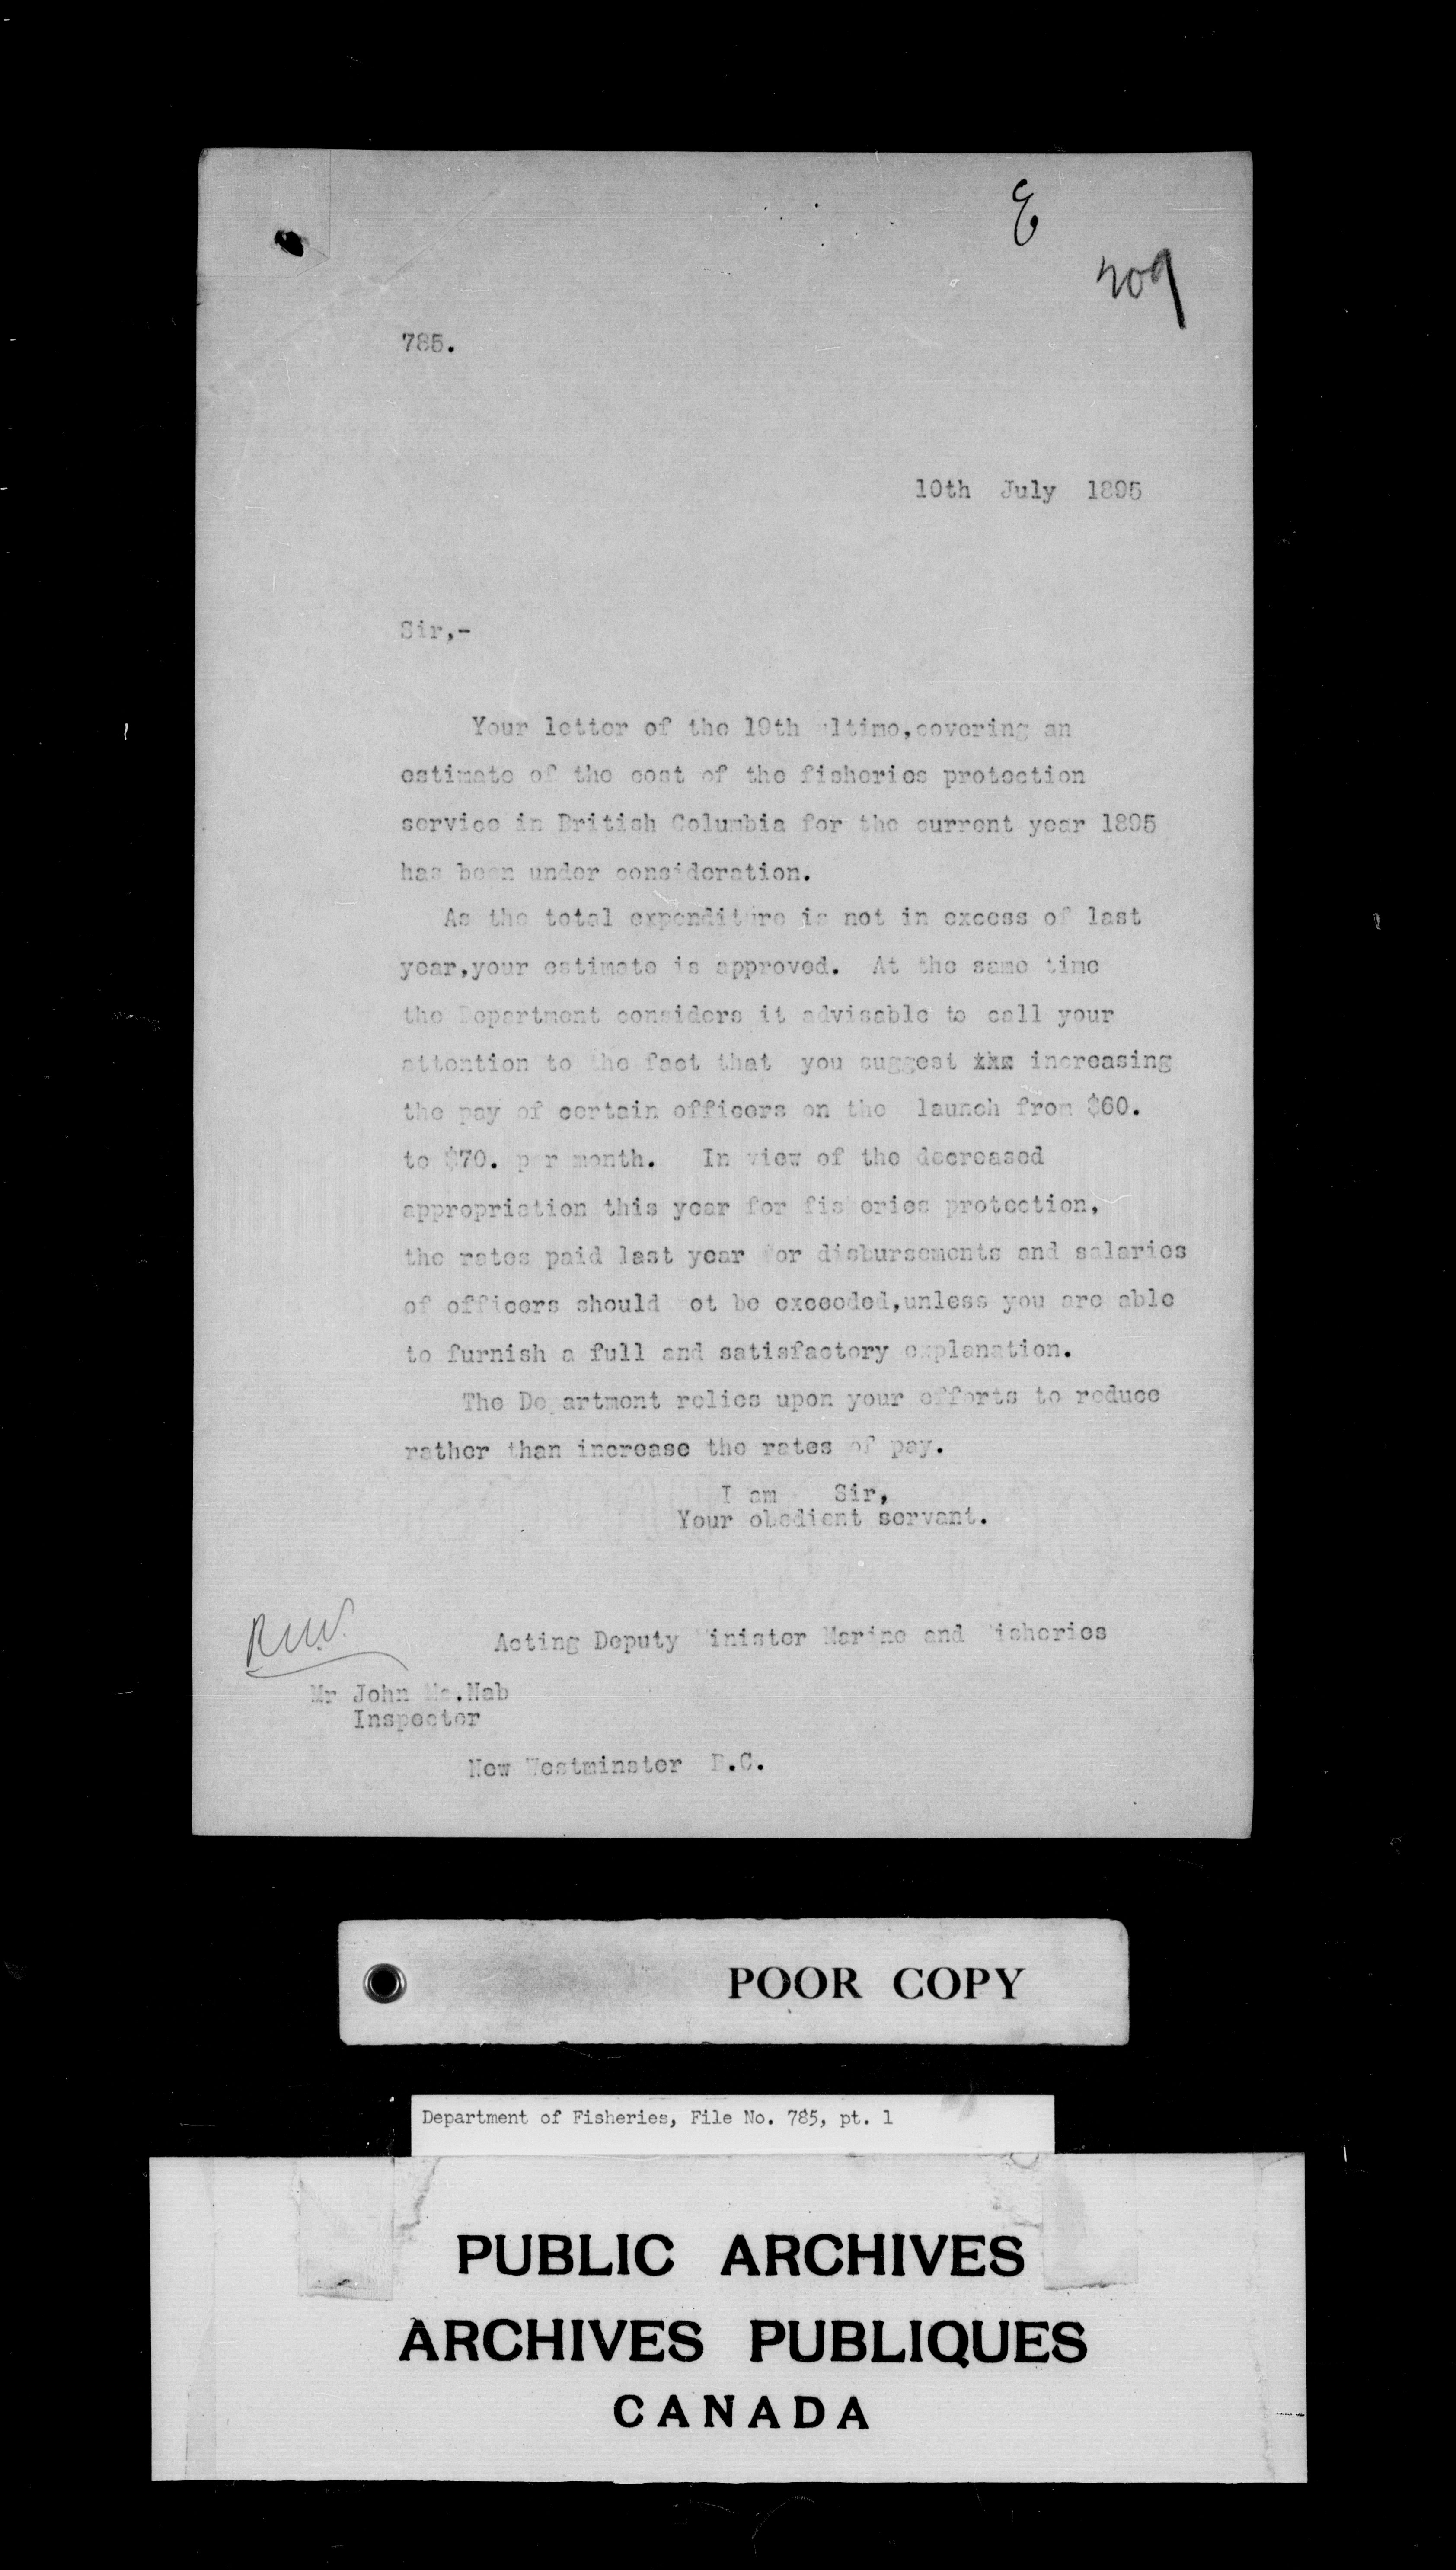 E
209
785.
10th July 1895
Sir,-
Your letter of the 19th ultimo,covering an
estimate of the cost of the fisheries protection
service in British Columbia for the current year 1895
has been under consideration.
As the total expenditure is not in excess of last
year,your estimate is approved. At the same time
the Department considers it advisable to call your
attention to the fact that you suggest increasing
the pay of certain officers on the launch from $60.
to $70. per month. In view of the decreased
appropriation this year for fisheries protection,
the rates paid last year for disbursements and salaries
of officers should not be exceeded,unless you are able
to furnish a full and satisfactory explanation.
The Department relies upon your efforts to reduce
rather than increase the rates of pay.
I am Sir,
Your obedient servant.
Acting Deputy Minister Marine and Fisheries
Mr John Mc.Nab
Inspector
New Westminster B.C.
POOR COPY
Department of Fisheries, File No. 785, pt. 1
PUBLIC ARCHIVES
ARCHIVES PUBLIQUES
CANADA